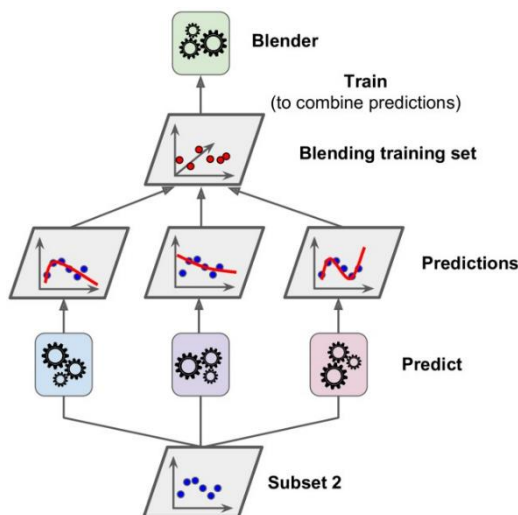 Blender
Train
(to combine predictions)
Blending training set
Predictions
Predict
Subset 2